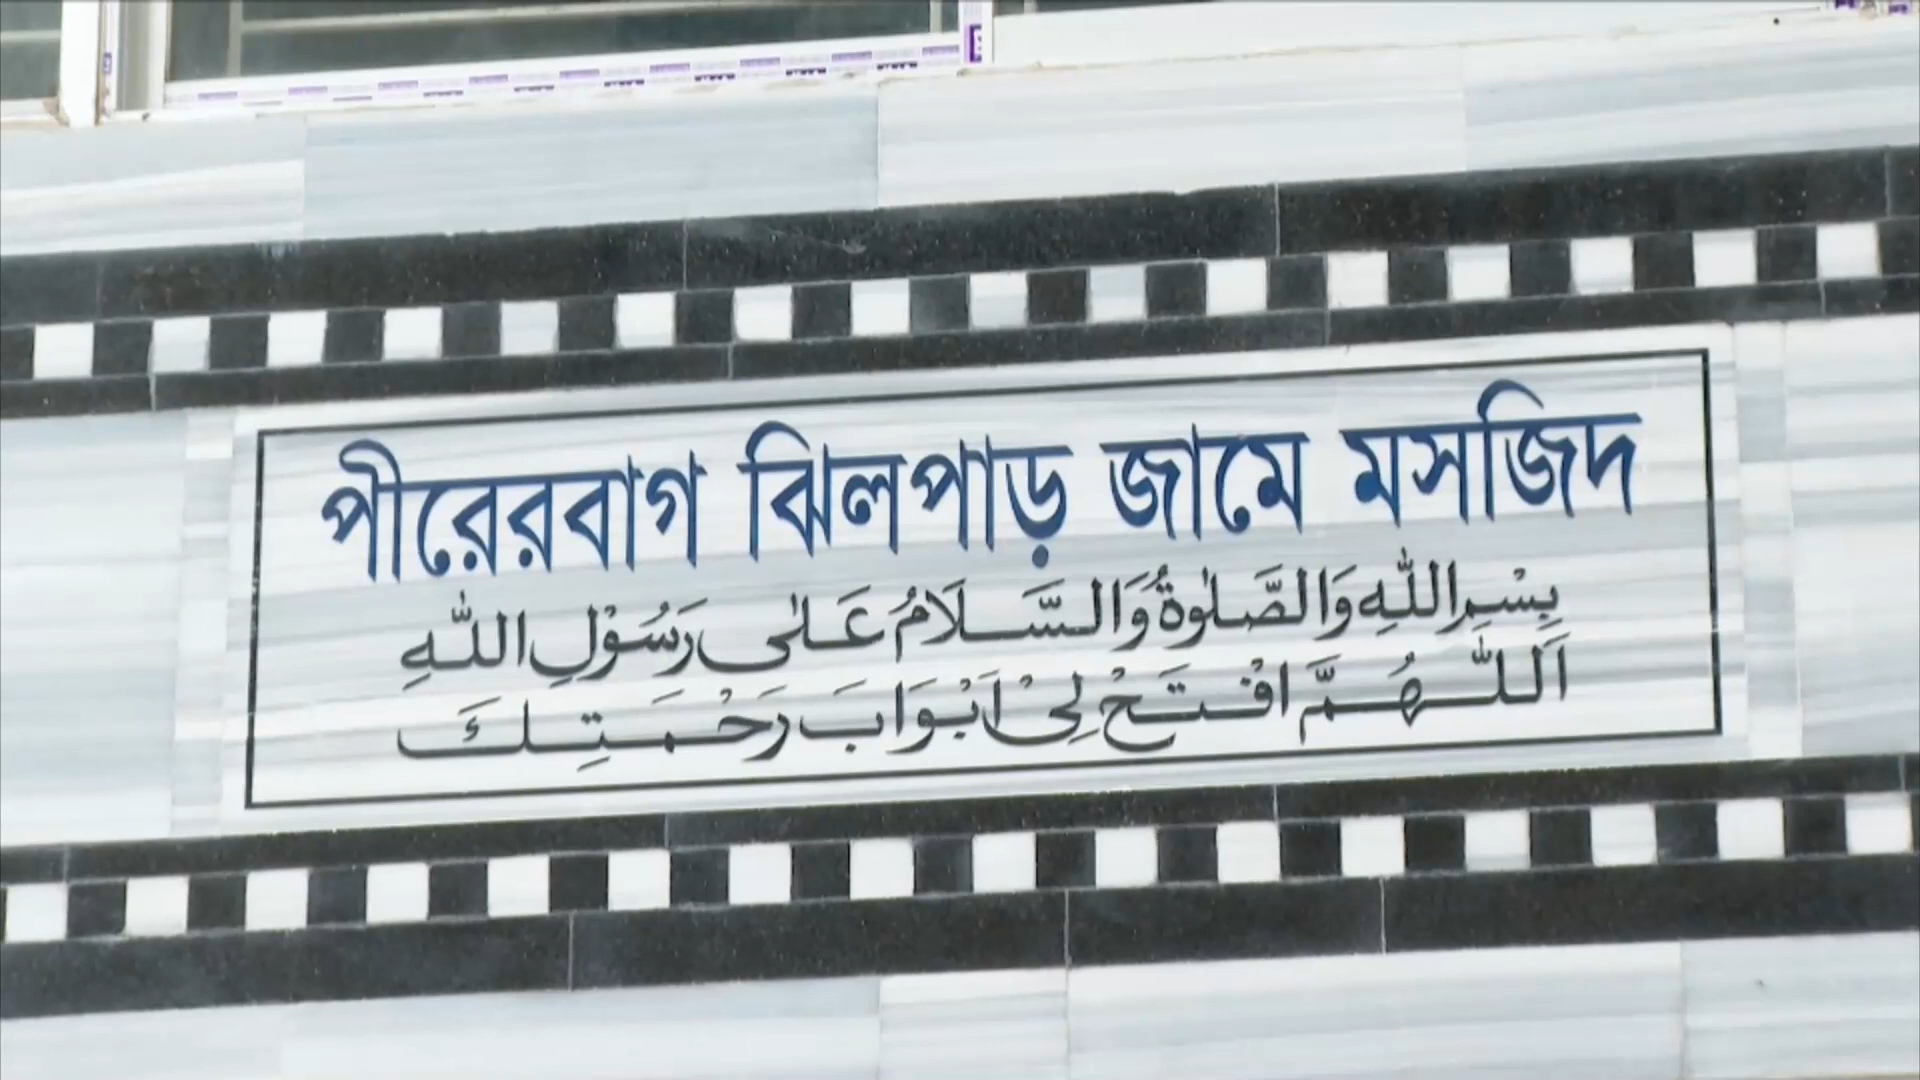 পীরেরবাগ ঝিলপাড় জামে মসজিদ
بِسْمِ اللّٰهِ وَالصَّلٰوةُ وَالسَّلَامُ عَلٰى رَسُوْلِ اللّٰهِ
اَللّٰهُمَّ افْتَحْ لِىْ اَبْوَابَ رَحْمَتِكَ